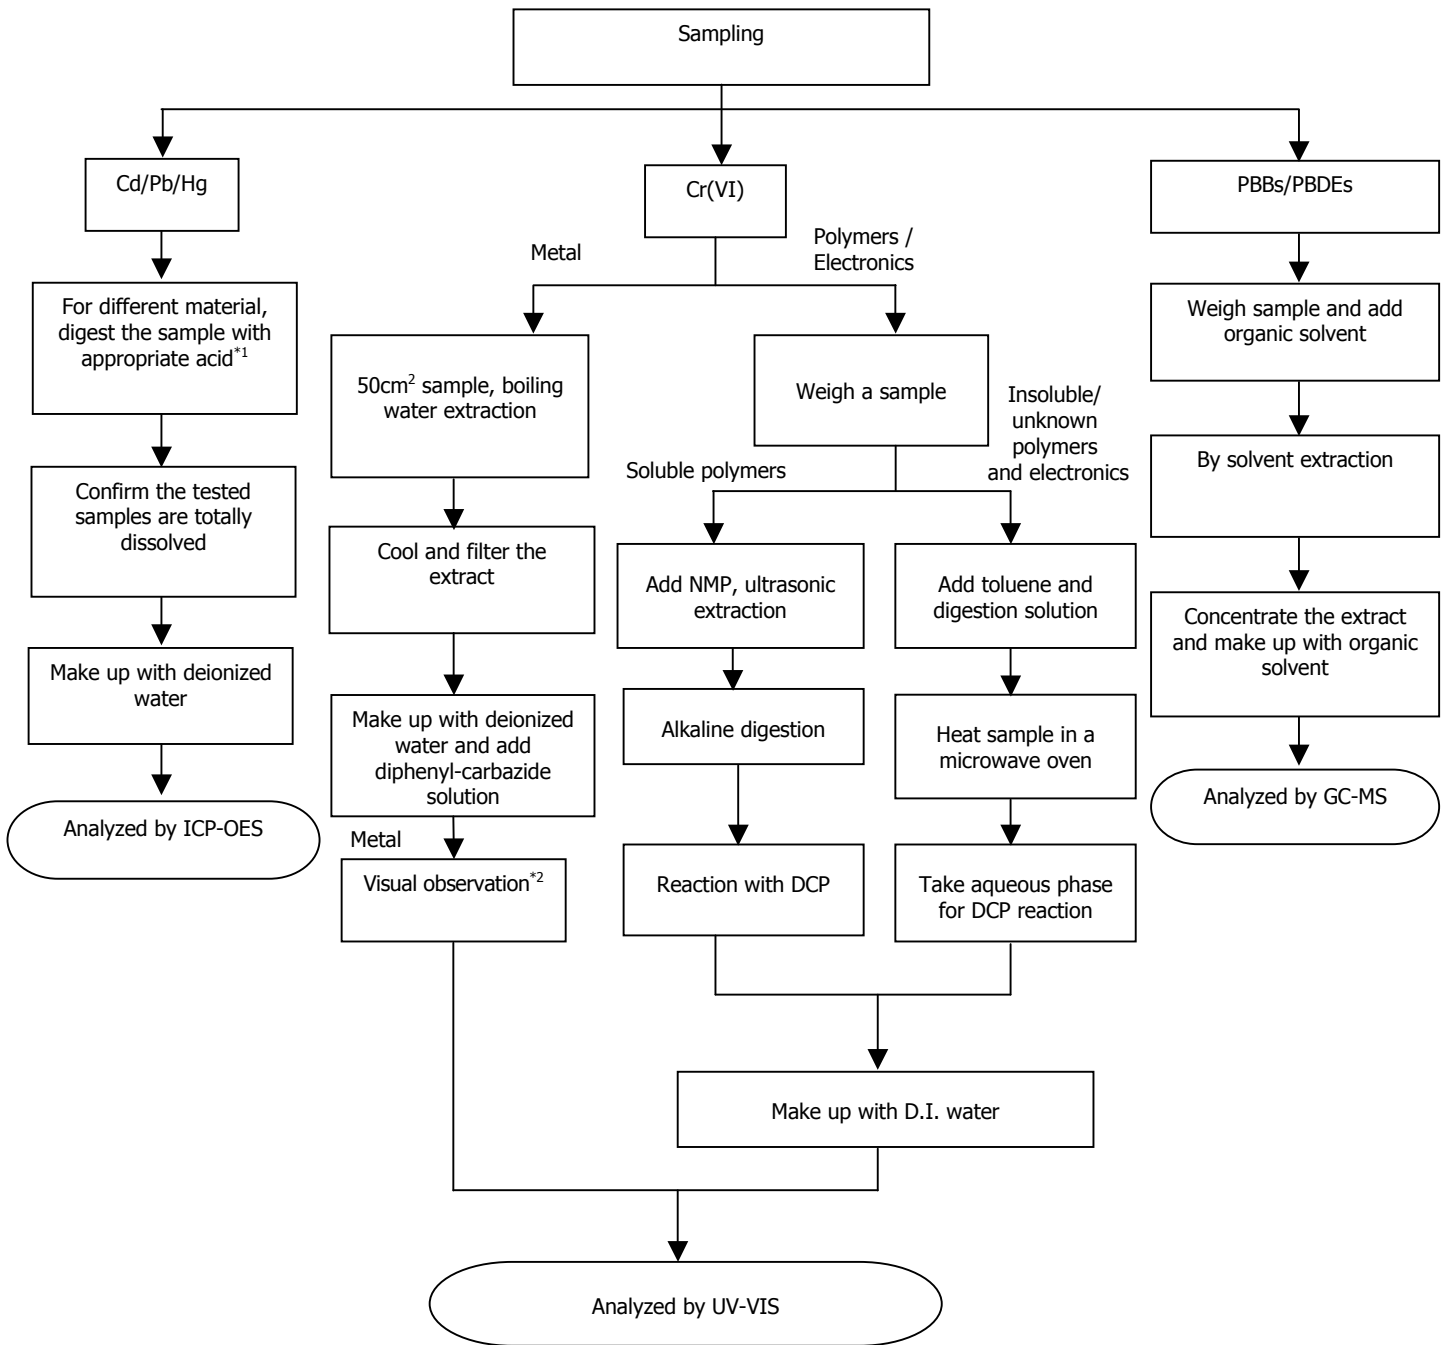 Sampling
Cd/Pb/Hg
Cr(VI)
PBBs/PBDEs
Metal
Polymers /
Electronics
For different material,
digest the sample with
appropriate acid*1
50cm2 sample, boiling
water extraction
Weigh a sample
Weigh sample and add
organic solvent
Insoluble/
unknown
polymers
and electronics
Soluble polymers
Confirm the tested
samples are totally
dissolved
Cool and filter the
extract
Add NMP, ultrasonic
extraction
Add toluene and
digestion solution
By solvent extraction
Make up with deionized
water
Make up with deionized
water and add
diphenyl-carbazide
solution
Alkaline digestion
Heat sample in a
microwave oven
Concentrate the extract
and make up with organic
solvent
Analyzed by ICP-OES
Metal
Visual observation*2
Reaction with DCP
Take aqueous phase
for DCP reaction
Analyzed by GC-MS
Make up with D.I. water
Analyzed by UV-VIS